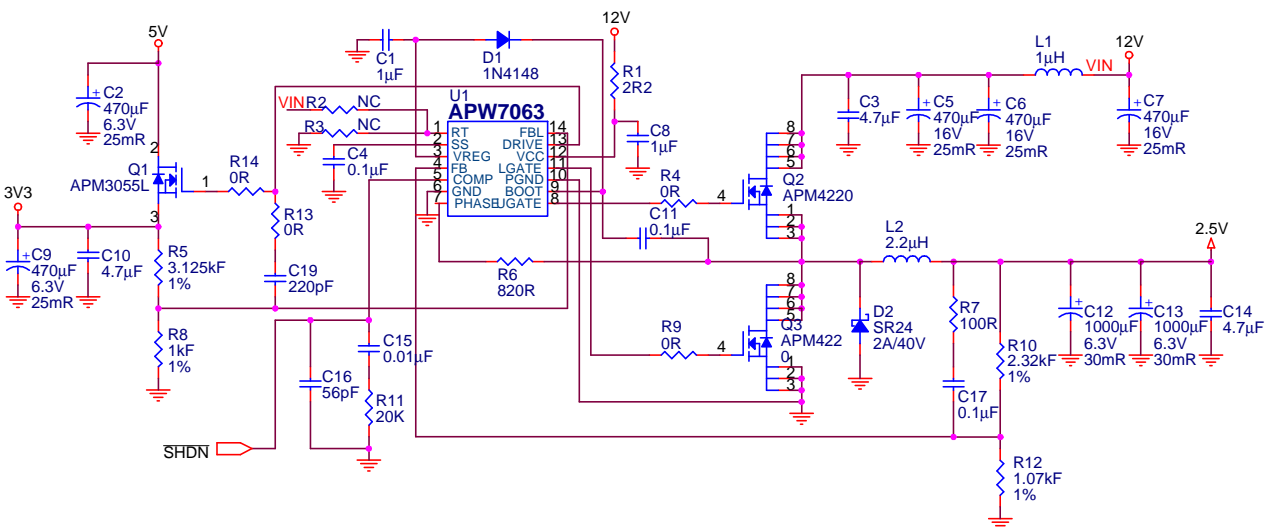 5V
C2
470µF
6.3V
25mR
Q1
APM3055L
2
1
3
3V3
C9
470µF
6.3V
25mR
C10
4.7µF
R14
0R
R13
0R
C19
220pF
R5
3.125kF
1%
R8
1kF
1%
C1
1µF
D1
1N4148
12V
R1
2R2
C8
1µF
VIN
R2
NC
R3
NC
C4
0.1µF
U1
APW7063
1
RT
2
SS
3
VREG
4
FB
5
COMP
6
GND
7
PHASE
14
FBL
13
DRIVE
12
VCC
11
LGATE
10
PGND
9
BOOT
8
UGATE
R4
0R
C11
0.1µF
R6
820R
R9
0R
4
8
7
6
5
Q2
APM4220
1
2
3
4
8
7
6
5
Q3
APM422
0
1
2
3
C3
4.7µF
C5
470µF
16V
25mR
C6
470µF
16V
25mR
L1
1µH
VIN
12V
C7
470µF
16V
25mR
L2
2.2µH
2.5V
D2
SR24
2A/40V
R7
100R
C17
0.1µF
R10
2.32kF
1%
R12
1.07kF
1%
C12
1000µF
6.3V
30mR
C13
1000µF
6.3V
30mR
C14
4.7µF
C15
0.01µF
C16
56pF
R11
20K
SHDN